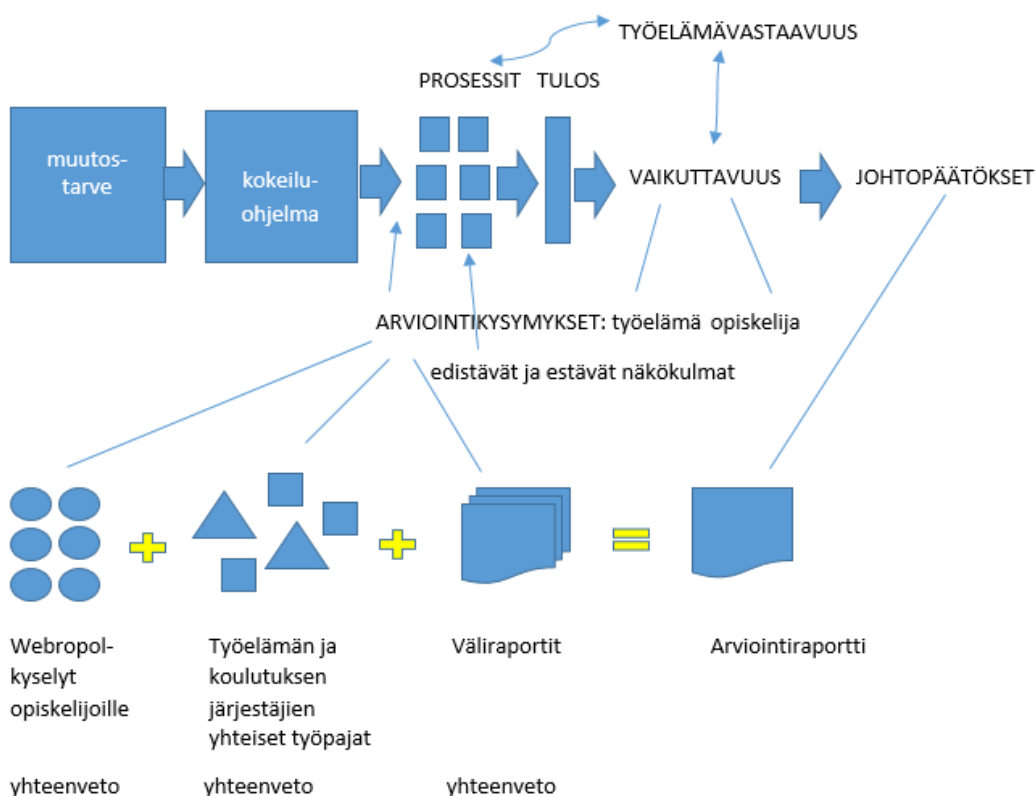 TYÖELÄMÄVASTAAVUUS
PROSESSIT TULOS
muutos-
tarve
kokeilu-
ohjelma
VAIKUTTAVUUS
JOHTOPÄÄTÖKSET
ARVIOINTIKYSYMYKSET: työelämä opiskelija
edistävät ja estävät näkökulmat
Webropol-
kyselyt
opiskelijoille
Työelämän ja
koulutuksen
järjestäjien
yhteiset työpajat
Väliraportit
Arviointiraportti
yhteenveto
yhteenveto
yhteenveto